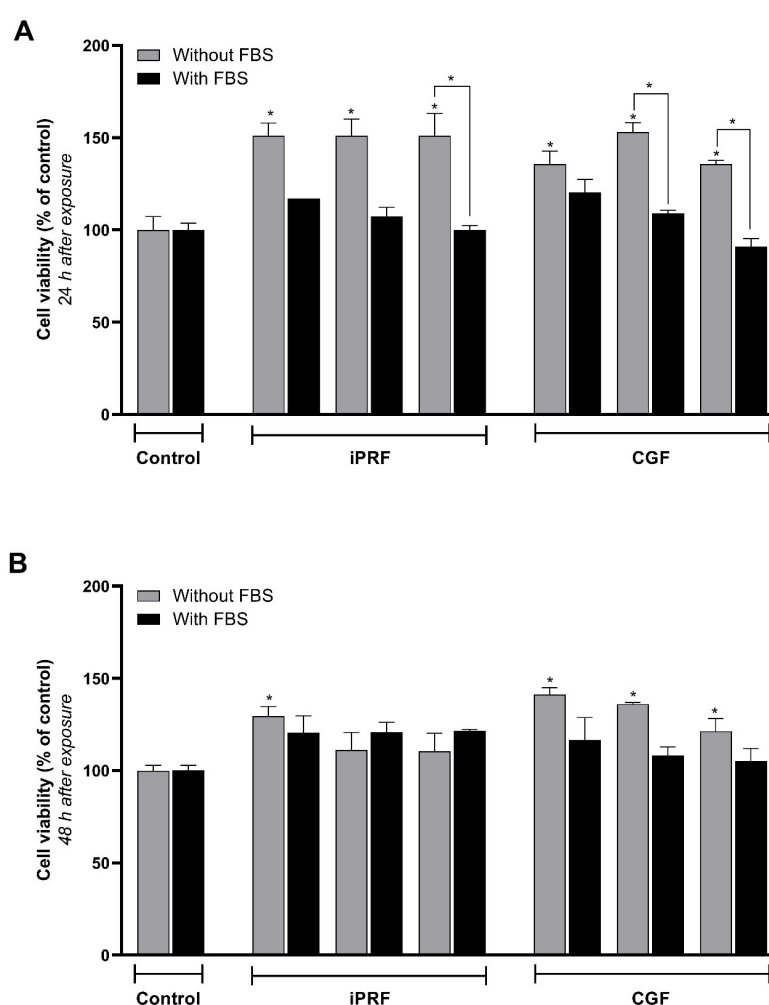 A
Cell viability (% of control)
24 h after exposure
200
150
100
50
0
Without FBS
With FBS
*
*
*
*
*
*
*
*
*
Control
iPRF
CGF
B
Cell viability (% of control)
48 h after exposure
200
150
100
50
0
Without FBS
With FBS
*
*
*
*
Control
iPRF
CGF